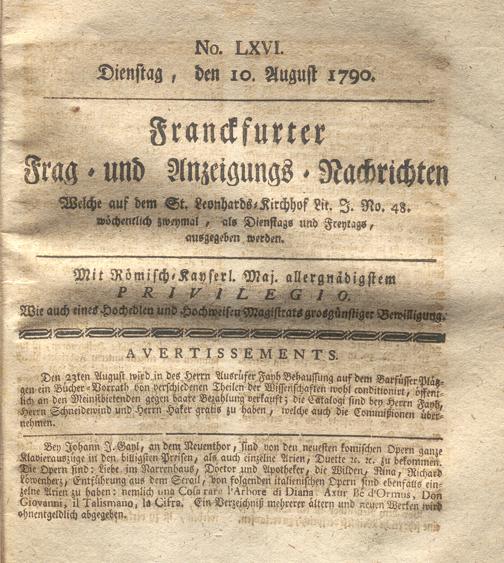 No. LXVI.
Dienstag, den 10. August 1790.
Franckfurter
Frag- und Anzeigungs-Nachrichten
Welche auf dem St. Leonhards-Kirchhof Lit. J. No. 48.
wöchentlich zweymal, als Dienstags und Freytags,
ausgegeben werden.
Mit Römisch-Kayserl. Maj. allergnädigstem
PRIVILEGIO.
Wie auch eines Hochedlen und Hochweisen Magistrats grosgünstiger Bewilligung.
AVERTISSEMENTS.
Den 23ten August wird in des Herrn Ausrüfer Fayh Behaussung auf dem Barfüsser Plätz-
gen ein Bücher-Vorrath von verschiedenen Theilen der Wissenschaften wohl conditionirt, öffent-
lich an den Meinstbietenden gegen baare Bezahlung verkauft; die Catalogi sind bey Herrn Fayh,
Herrn Schneidewind und Herrn Haker gratis zu haben, welche auch die Commißionen über-
nehmen.
Bey Johann J. Gayl, an dem Neuenthor, sind von den neuesten komischen Opern ganze
Klavierauszüge in den billigsten Preisen, als auch einzelne Arien, Duette ꝛc. ꝛc. zu bekommen.
Die Opern sind: Liebe im Narrenhaus, Doctor und Apotheker, die Wilden, Nina, Richard
Löwenherz, Entführung aus dem Serail, von folgenden italienischen Opern sind ebenfalls ein-
zelne Arien zu haben: nemlich una Cosa rara l'Arbore di Diana. Axur Re d'Ormus, Don
Giovanni, il Talismano, la Cifra. Ein Verzeichniß mehrerer ältern und neuen Werken wird
ohnentgeldlich abgegeben.